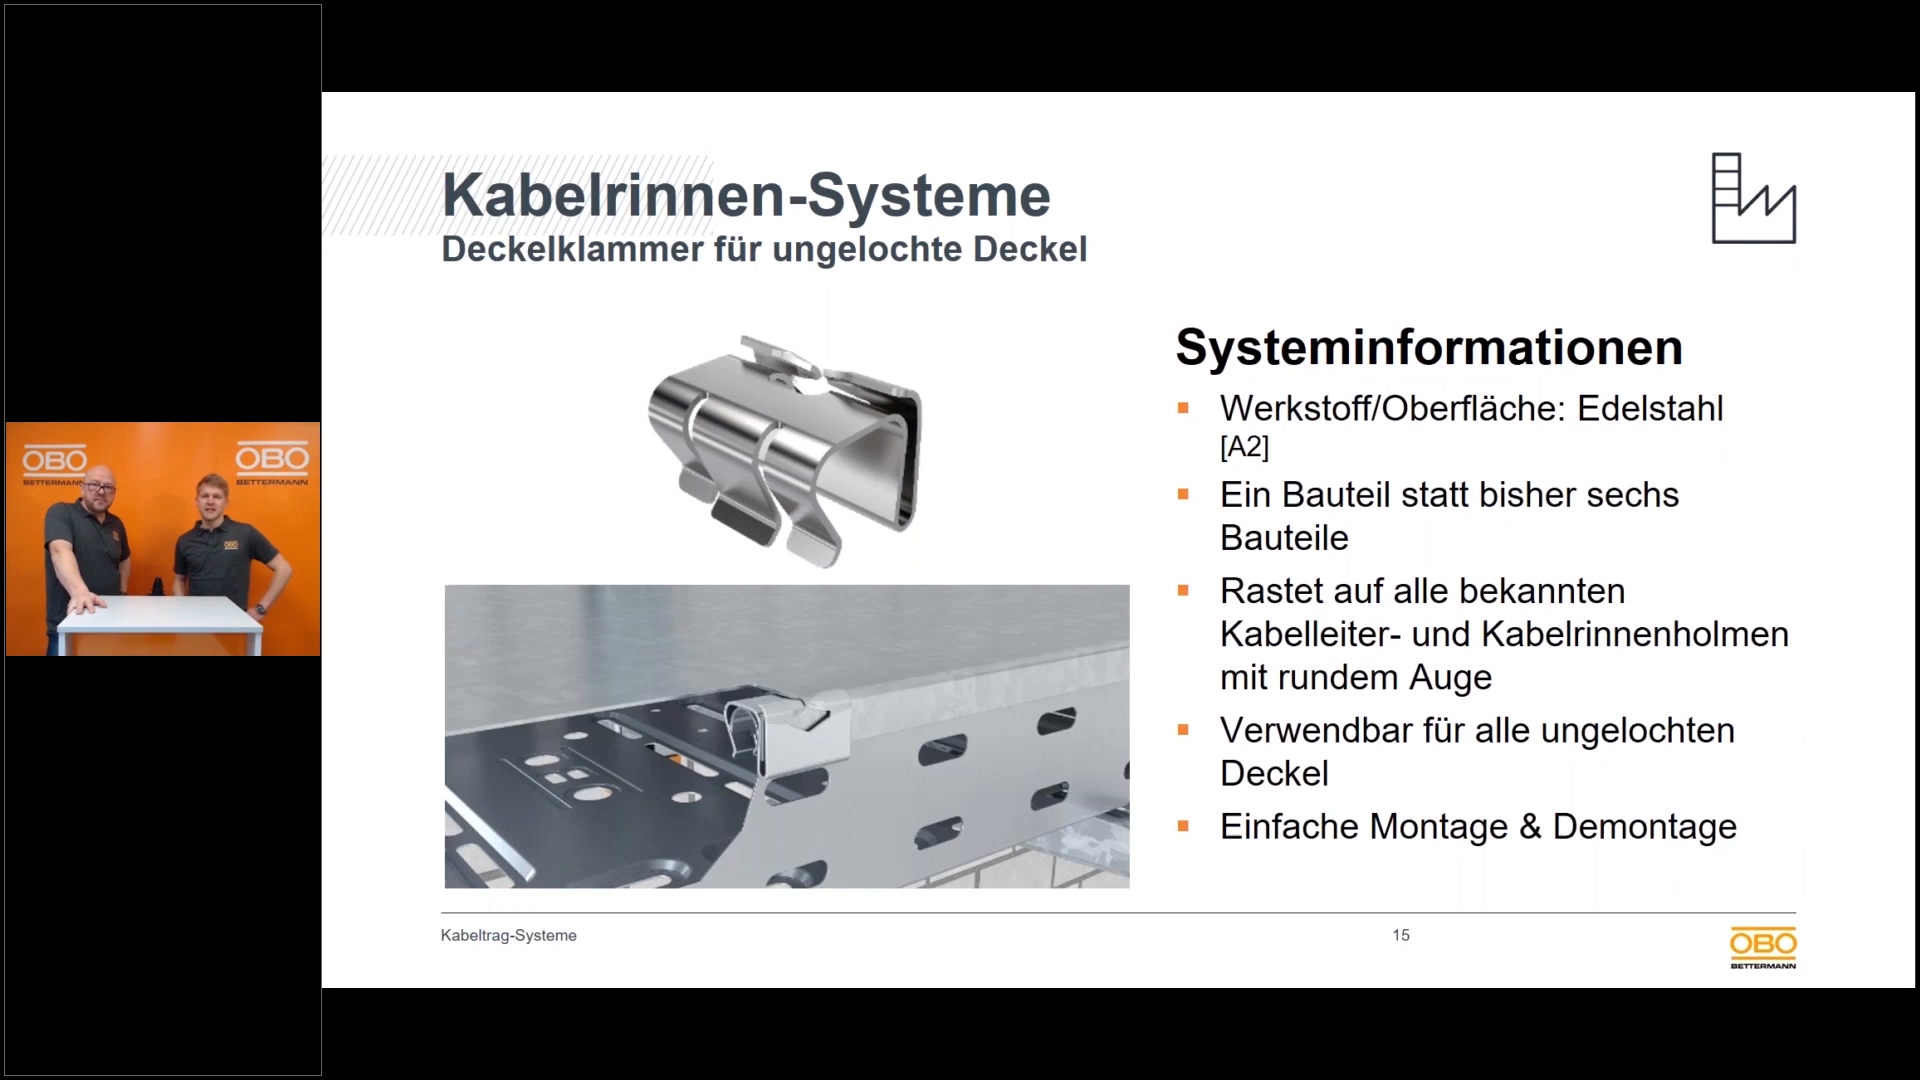 Kabelrinnen-Systeme
Deckelklammer für ungelochte Deckel
Systeminformationen
Werkstoff/Oberfläche: Edelstahl
[A2]
Ein Bauteil statt bisher sechs
Bauteile
Rastet auf alle bekannten
Kabelleiter- und Kabelrinnenholmen
mit rundem Auge
Verwendbar für alle ungelochten
Deckel
Einfache Montage & Demontage
OBO
BETTERMANN
OBO
BETTERMANN
OBO
Kabeltrag-Systeme
15
OBO
BETTERMANN